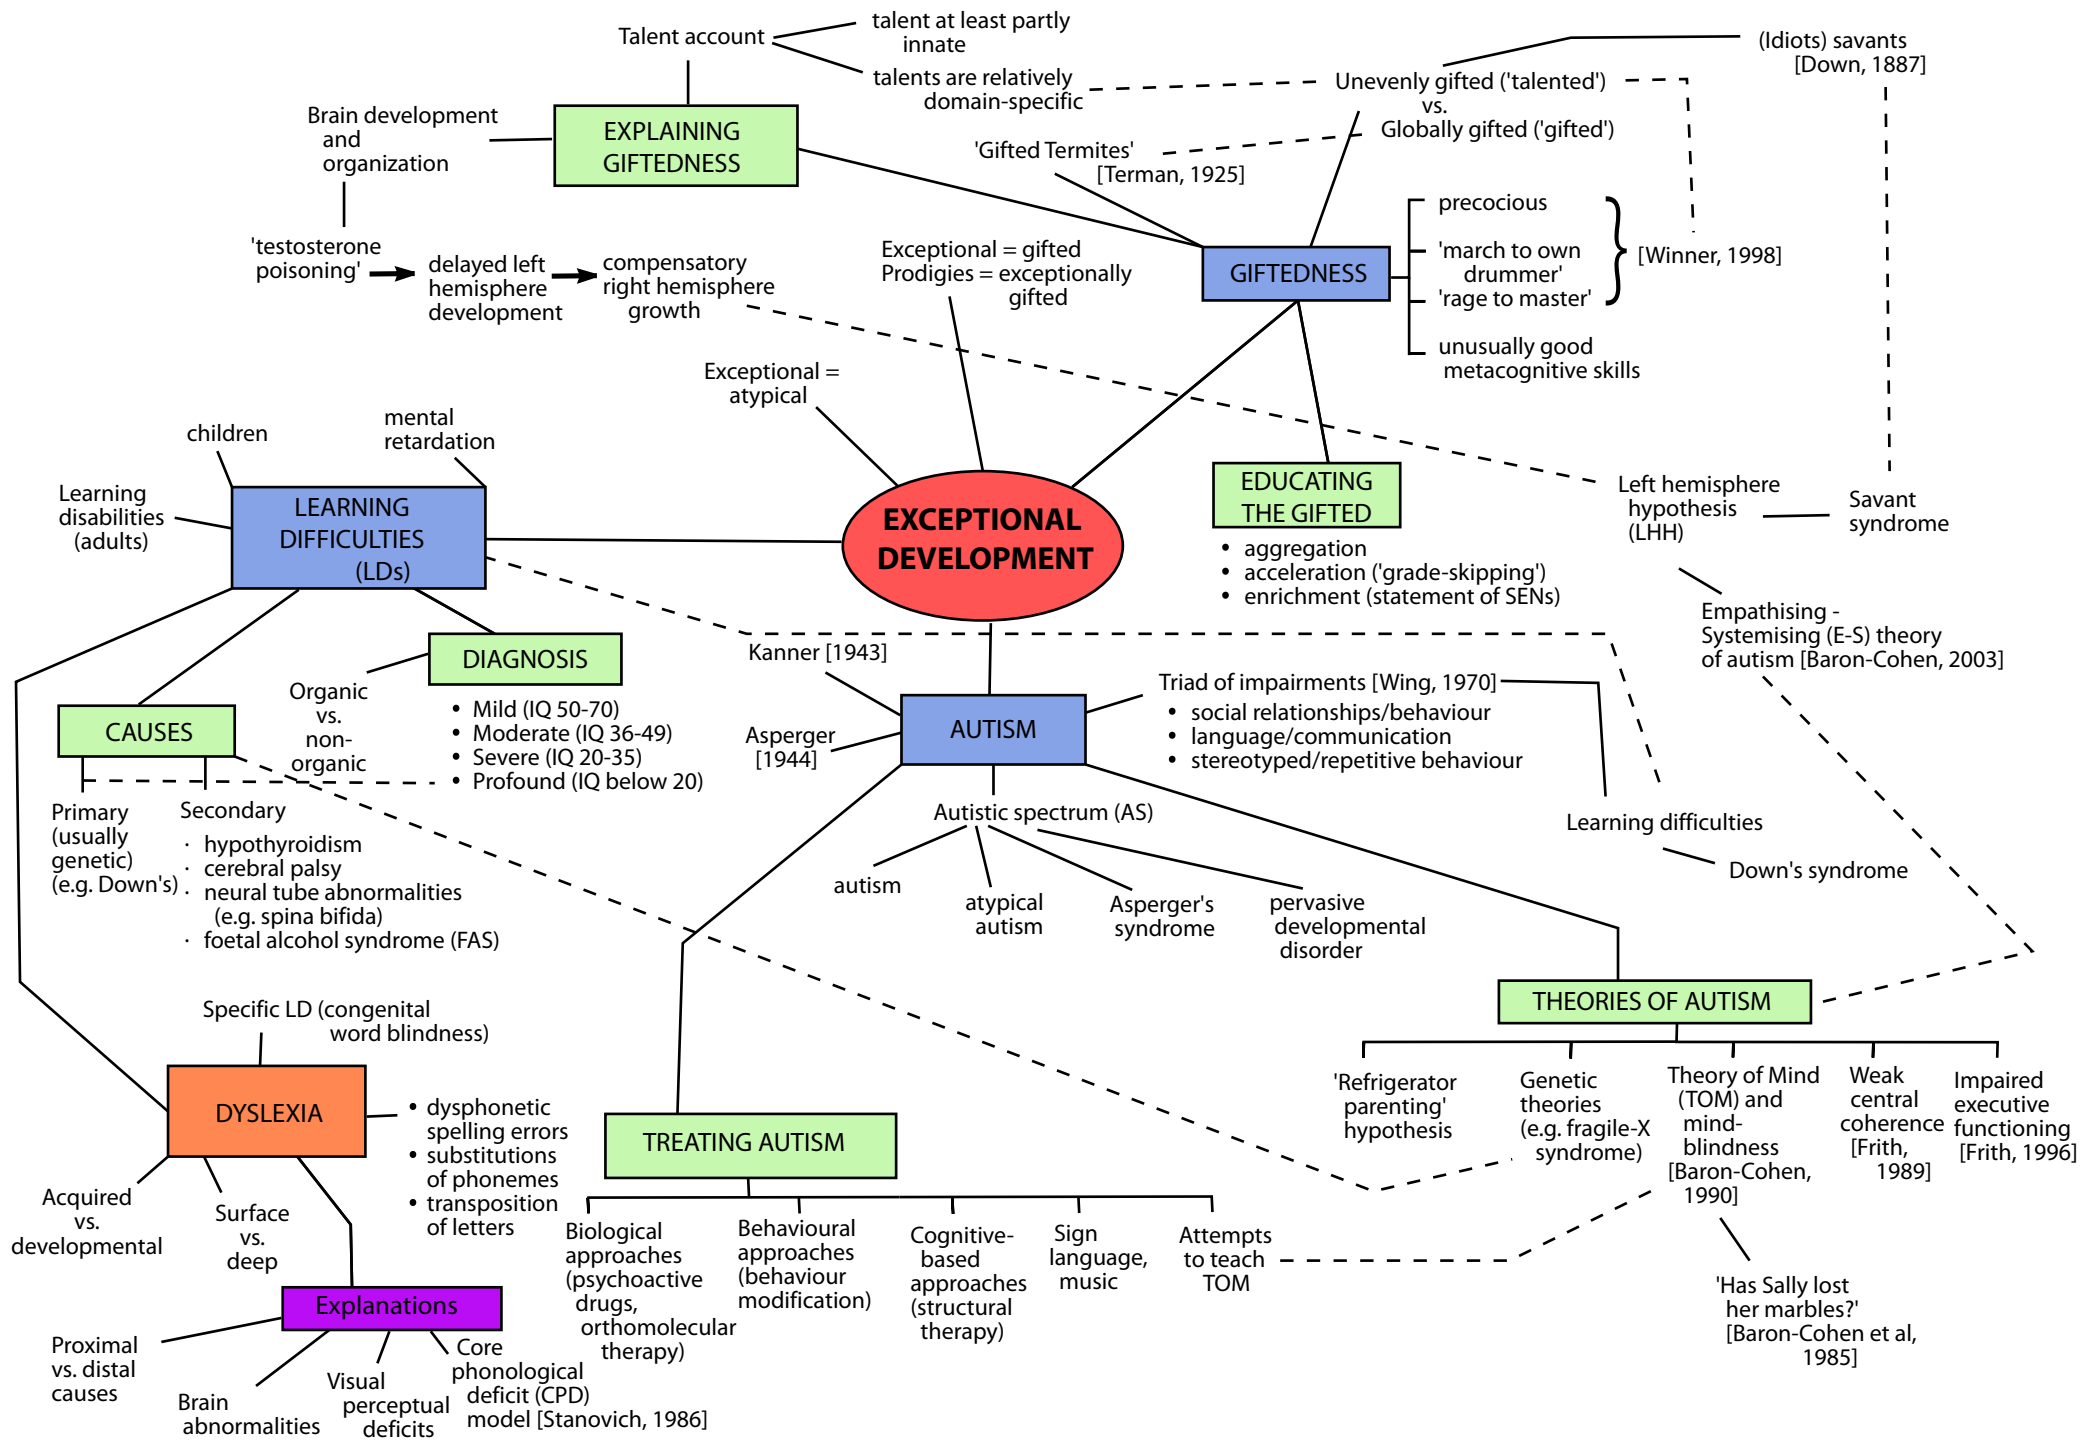 Talent account
talent at least partly
innate
talents are relatively
domain-specific
(Idiots) savants
[Down, 1887]
Unevenly gifted ('talented')
vs.
Globally gifted ('gifted')
'Gifted Termites'
[Terman, 1925]
Brain development
and
organization
EXPLAINING
GIFTEDNESS
'testosterone
poisoning'
delayed left
hemisphere
development
compensatory
right hemisphere
growth
Exceptional = gifted
Prodigies = exceptionally
gifted
GIFTEDNESS
precocious
'march to own
drummer'
'rage to master'
[Winner, 1998]
unusually good
metacognitive skills
Exceptional =
atypical
children
mental
retardation
Learning
disabilities
(adults)
LEARNING
DIFFICULTIES
(LDs)
EXCEPTIONAL
DEVELOPMENT
EDUCATING
THE GIFTED
• aggregation
• acceleration ('grade-skipping')
• enrichment (statement of SENs)
Left hemisphere
hypothesis
(LHH)
Savant
syndrome
Empathising -
Systemising (E-S) theory
of autism [Baron-Cohen, 2003]
DIAGNOSIS
Organic
vs.
non-
organic
• Mild (IQ 50-70)
• Moderate (IQ 36-49)
• Severe (IQ 20-35)
• Profound (IQ below 20)
CAUSES
Primary
(usually
genetic)
(e.g. Down's)
Secondary
· hypothyroidism
· cerebral palsy
· neural tube abnormalities
(e.g. spina bifida)
· foetal alcohol syndrome (FAS)
Kanner [1943]
Asperger
[1944]
AUTISM
Triad of impairments [Wing, 1970]
• social relationships/behaviour
• language/communication
• stereotyped/repetitive behaviour
Learning difficulties
Down's syndrome
Autistic spectrum (AS)
autism
atypical
autism
Asperger's
syndrome
pervasive
developmental
disorder
THEORIES OF AUTISM
'Refrigerator
parenting'
hypothesis
Genetic
theories
(e.g. fragile-X
syndrome)
Theory of Mind
(TOM) and
mind-
blindness
[Baron-Cohen,
1990]
Weak
central
coherence
[Frith,
1989]
Impaired
executive
functioning
[Frith, 1996]
'Has Sally lost
her marbles?'
[Baron-Cohen et al,
1985]
Specific LD (congenital
word blindness)
DYSLEXIA
• dysphonetic
spelling errors
• substitutions
of phonemes
• transposition
of letters
Acquired
vs.
developmental
Surface
vs.
deep
Explanations
Proximal
vs. distal
causes
Brain
abnormalities
Visual
perceptual
deficits
Core
phonological
deficit (CPD)
model [Stanovich, 1986]
TREATING AUTISM
Biological
approaches
(psychoactive
drugs,
orthomolecular
therapy)
Behavioural
approaches
(behaviour
modification)
Cognitive-
based
approaches
(structural
therapy)
Sign
language,
music
Attempts
to teach
TOM